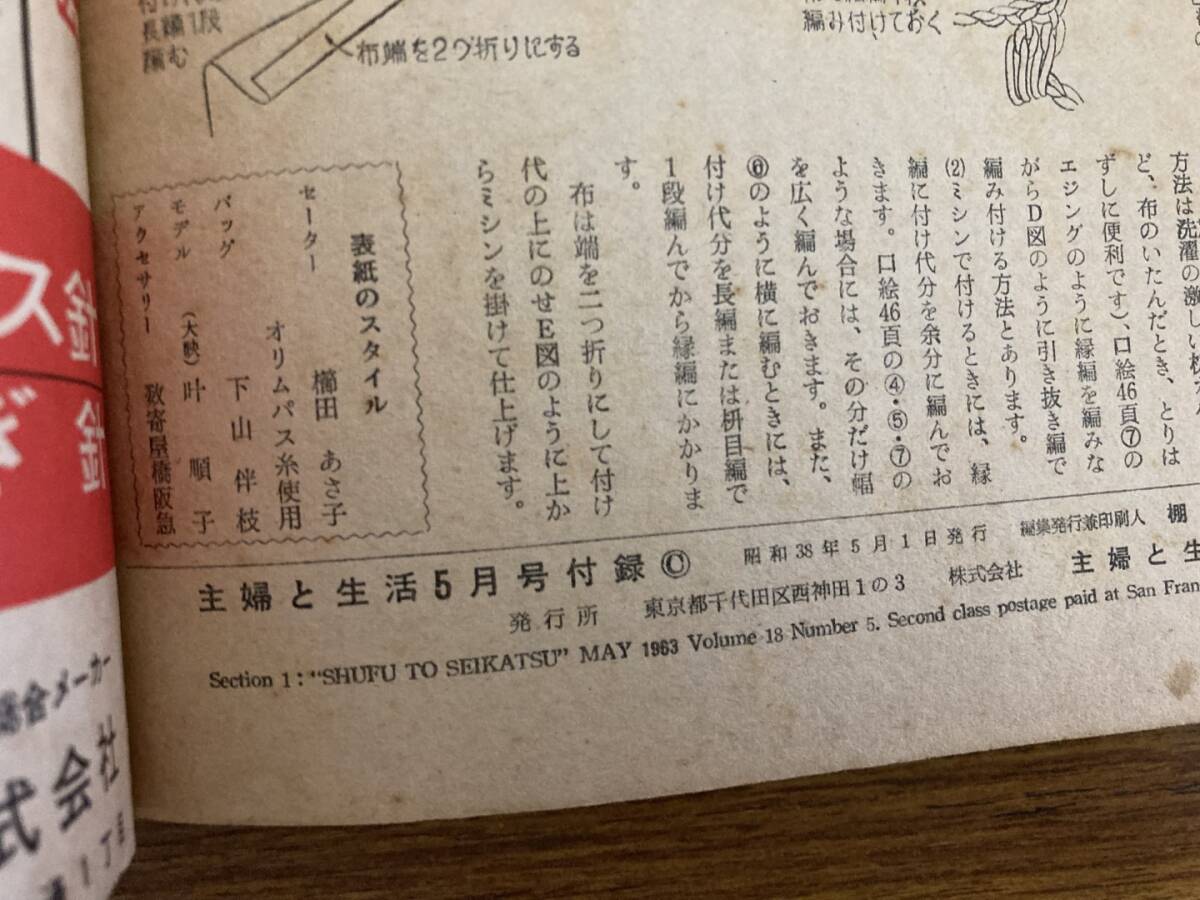 長編1段
編む
布端を2つ折りにする
編み付けておく
方法は洗濯の激しい
ど、布のいたんだとき、とりは
ずしに便利です)、口絵46頁⑦の
エジングのように縁編を編みな
がらD図のように引き抜き編で
編み付ける方法とあります。
(2)ミシンで付けるときには、縁
編に付け代分を余分に編んでお
きます。口絵46頁の④・⑤・⑦の
ような場合には、その分だけ幅
を広く編んでおきます。また、
⑥のように横に編むときには、
付け代分を長編または枡目編で
1段編んでから縁編にかかりま
す。
布は端を二つ折りにして付け
代の上にのせE図のように上か
らミシンを掛けて仕上げます。
表紙のスタイル
セーター 櫛田 あさ子
オリムパス糸使用
バッグ 下山 伴枝
モデル (大映) 叶 順子
アクセサリー 数寄屋橋阪急
主婦と生活5月号付録Ⓒ 昭和38年5月1日発行 編集発行兼印刷人 棚
発行所 東京都千代田区西神田1の3 株式会社 主婦と生
Section 1: "SHUFU TO SEIKATSU" MAY 1963 Volume 18 Number 5. Second class postage paid at San Fran
ス針
針
総合メーカー
式会社